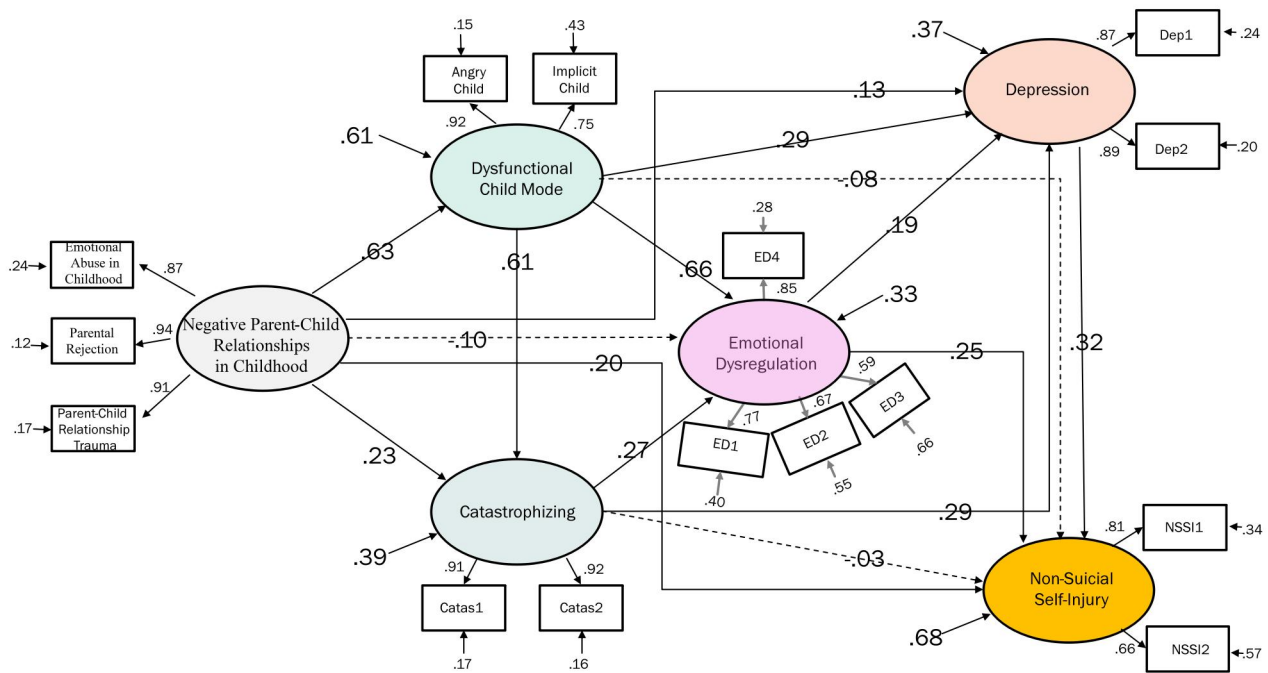 .15
.43
.37
.87
Dep1
.24
Angry
Child
Implicit
Child
.13
Depression
.92
.75
.61
Dysfunctional
Child Mode
.29
.89
Dep2
.20
-.08
.28
.19
ED4
.63
.61
.66
.85
.33
Emotional
Abuse in
Childhood
.24
.87
Negative Parent-Child
Relationships
in Childhood
-.10
Emotional
Dysregulation
.25
.32
Parental
Rejection
.12
.94
.20
.59
.91
.67
ED3
.77
Parent-Child
Relationship
Trauma
.17
ED1
ED2
.66
.23
.27
.40
.55
Catastrophizing
.29
.81
NSSI1
.34
.39
-.03
.91
.92
Non-Suicial
Self-Injury
Catas1
Catas2
.68
.66
NSSI2
.57
.17
.16